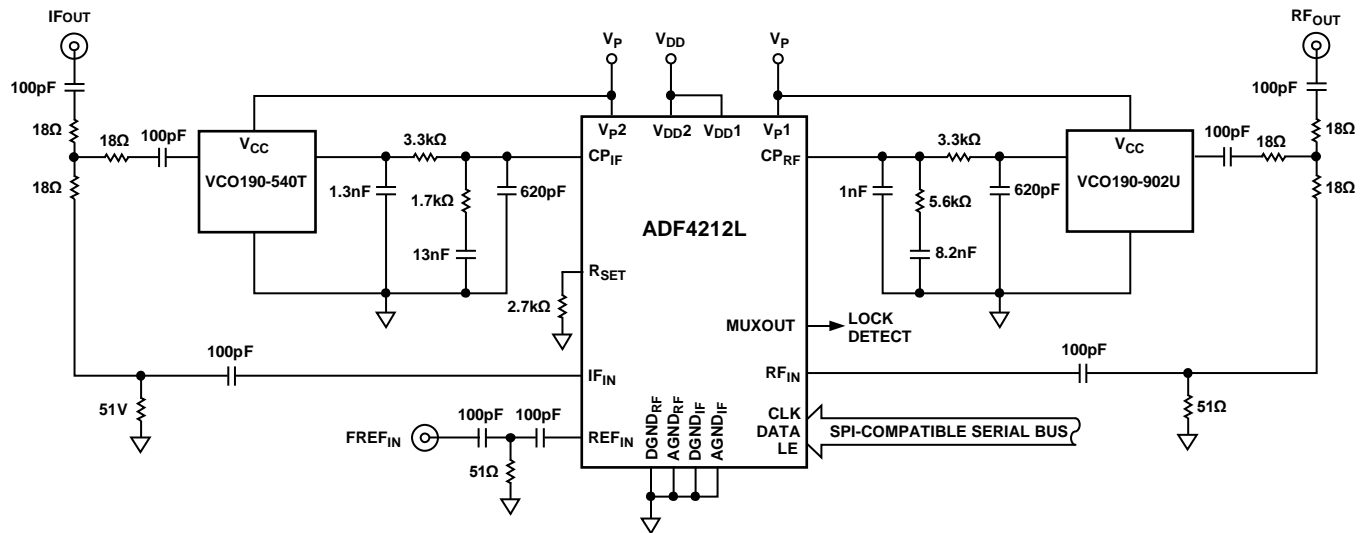 IFOUT
RFOUT
VP
VDD
VP
100pF
100pF
18Ω
18Ω
100pF
VCC
VCO190-540T
18Ω
3.3kΩ
1.3nF
1.7kΩ
13nF
620pF
VP2
VDD2
VDD1
VP1
CPIF
CPRF
ADF4212L
3.3kΩ
1nF
5.6kΩ
8.2nF
620pF
VCC
VCO190-902U
100pF
18Ω
18Ω
18Ω
RSET
2.7kΩ
MUXOUT
LOCK
DETECT
100pF
IFIN
51V
RFIN
100pF
51Ω
FREFIN
100pF
100pF
REFIN
51Ω
DGNDRF
AGNDRF
DGNDIF
AGNDIF
CLK
DATA
LE
SPI-COMPATIBLE SERIAL BUS